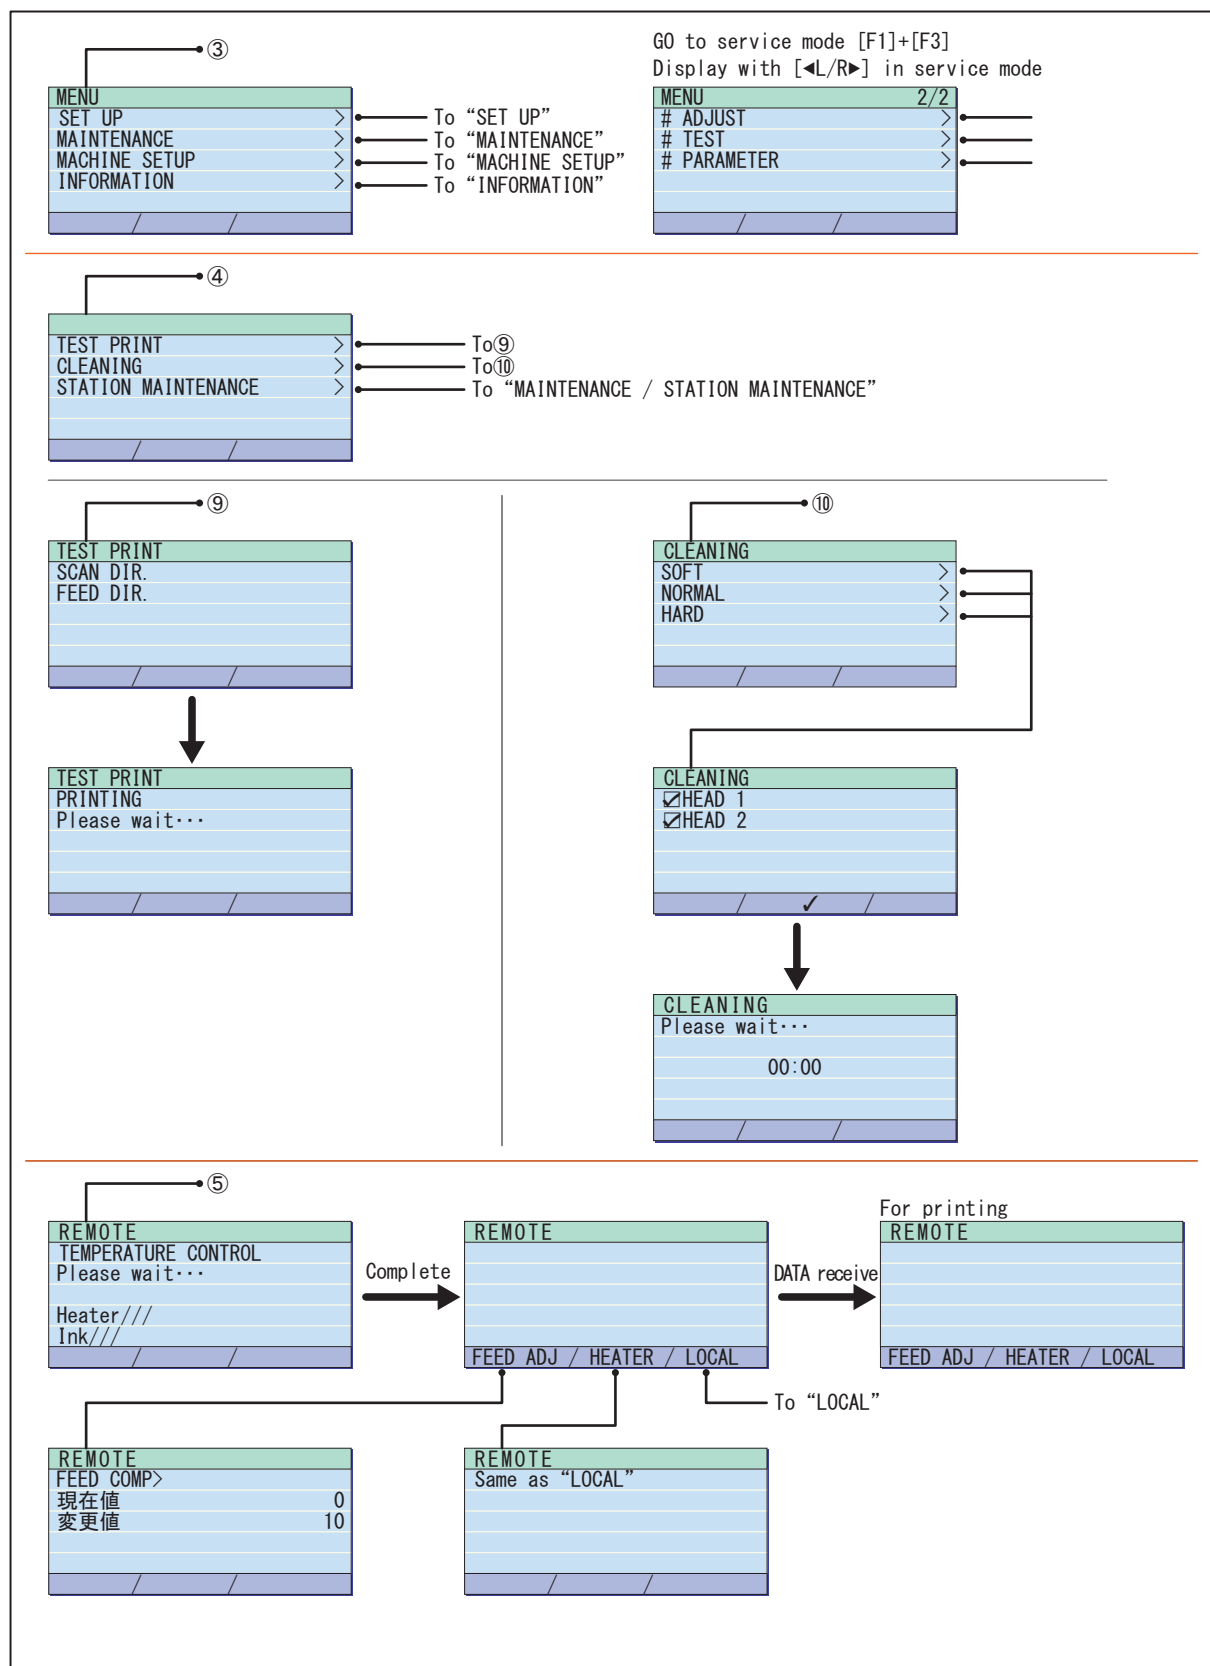 ③
GO to service mode [F1]+[F3]
Display with [◀L/R▶] in service mode
MENU
SET UP >
MAINTENANCE >
MACHINE SETUP >
INFORMATION >
/ /
To “SET UP”
To “MAINTENANCE”
To “MACHINE SETUP”
To “INFORMATION”
MENU 2/2
# ADJUST >
# TEST >
# PARAMETER >
/ /
④
TEST PRINT >
CLEANING >
STATION MAINTENANCE >
/ /
To⑨
To⑩
To “MAINTENANCE / STATION MAINTENANCE”
⑨
TEST PRINT
SCAN DIR.
FEED DIR.
/ /
TEST PRINT
PRINTING
Please wait･･･
/ /
⑩
CLEANING
SOFT >
NORMAL >
HARD >
/ /
CLEANING
☑HEAD 1
☑HEAD 2
/ ✓ /
CLEANING
Please wait･･･
00:00
/ /
⑤
REMOTE
TEMPERATURE CONTROL
Please wait･･･
Heater///
Ink///
/ /
Complete
REMOTE
FEED ADJ / HEATER / LOCAL
DATA receive
For printing
REMOTE
FEED ADJ / HEATER / LOCAL
To “LOCAL”
REMOTE
FEED COMP>
現在値 0
変更値 10
/ /
REMOTE
Same as “LOCAL”
/ /